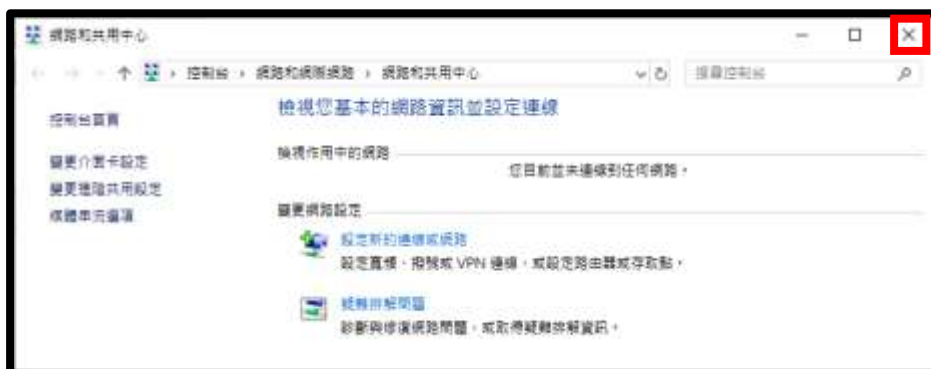 網路和共用中心
控制台 › 網路和網際網路 › 網路和共用中心
搜尋控制台
控制台首頁
變更介面卡設定
變更進階共用設定
媒體串流選項
檢視您基本的網路資訊並設定連線
檢視作用中的網路
您目前並未連線到任何網路。
變更網路設定
設定新的連線或網路
設定寬頻、撥號或 VPN 連線，或設定路由器或存取點。
疑難排解問題
診斷與修復網路問題，或取得疑難排解資訊。